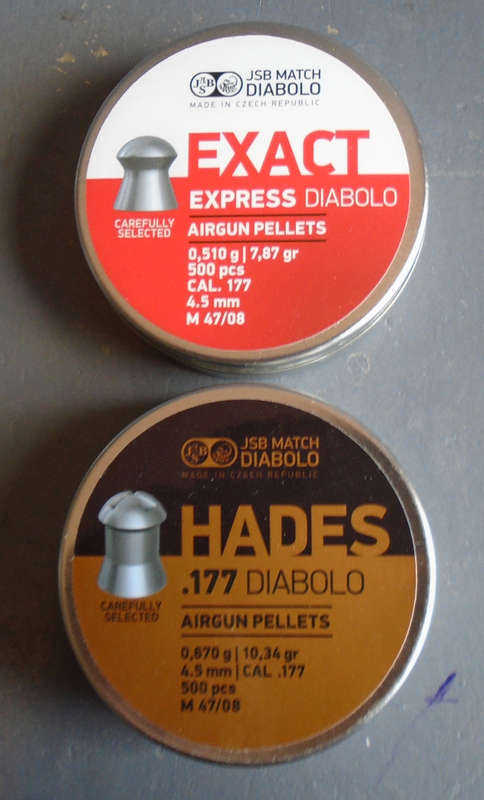 JSB JSB MATCH
DIABOLO
MADE IN CZECH REPUBLIC
EXACT
EXPRESS DIABOLO
CAREFULLY
SELECTED
AIRGUN PELLETS
0,510 g | 7,87 gr
500 pcs
CAL. 177
4.5 mm
M 47/08
JSB JSB MATCH
DIABOLO
MADE IN CZECH REPUBLIC
HADES
.177 DIABOLO
CAREFULLY
SELECTED
AIRGUN PELLETS
0,670 g | 10,34 gr
4.5 mm | CAL .177
500 pcs
M 47/08